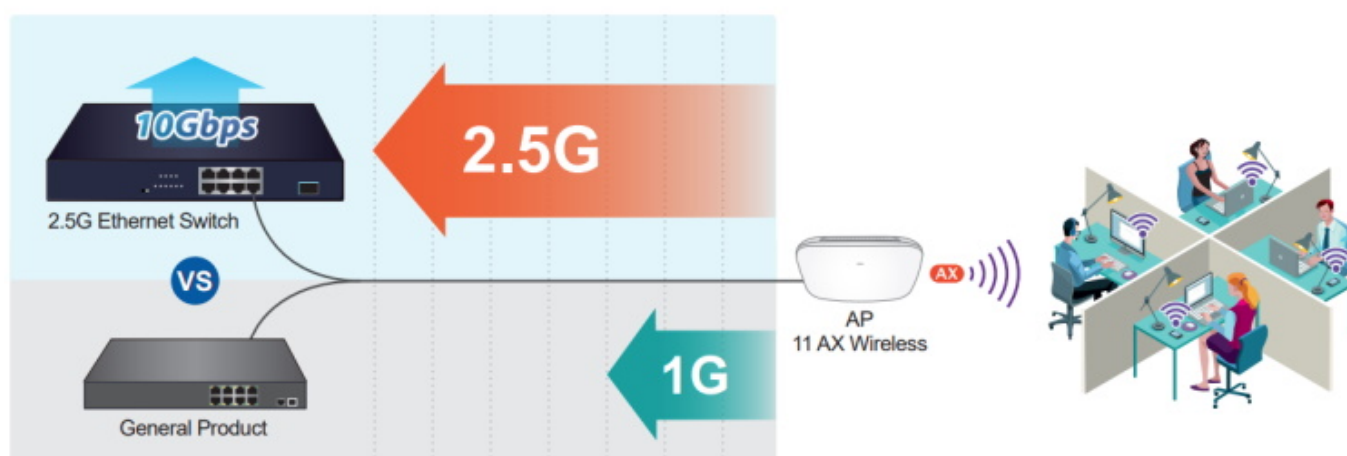 10Gbps
2.5G
2.5G Ethernet Switch
VS
AX
AP
11 AX Wireless
1G
General Product